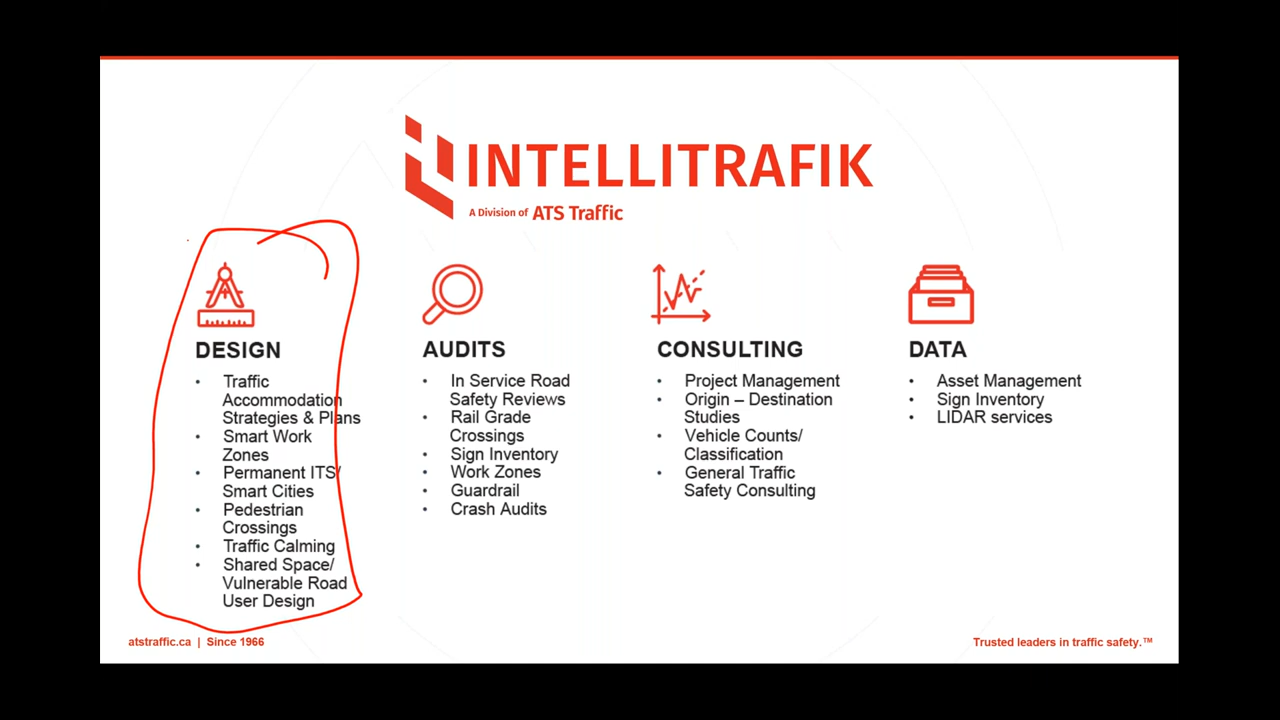 INTELLITRAFIK
A Division of ATS Traffic
DESIGN
• Traffic
Accommodation
Strategies & Plans
• Smart Work
Zones
• Permanent ITS/
Smart Cities
• Pedestrian
Crossings
• Traffic Calming
• Shared Space/
Vulnerable Road
User Design
AUDITS
• In Service Road
Safety Reviews
• Rail Grade
Crossings
• Sign Inventory
• Work Zones
• Guardrail
• Crash Audits
CONSULTING
• Project Management
• Origin – Destination
Studies
• Vehicle Counts/
Classification
• General Traffic
Safety Consulting
DATA
• Asset Management
• Sign Inventory
• LIDAR services
atstraffic.ca | Since 1966
Trusted leaders in traffic safety.™